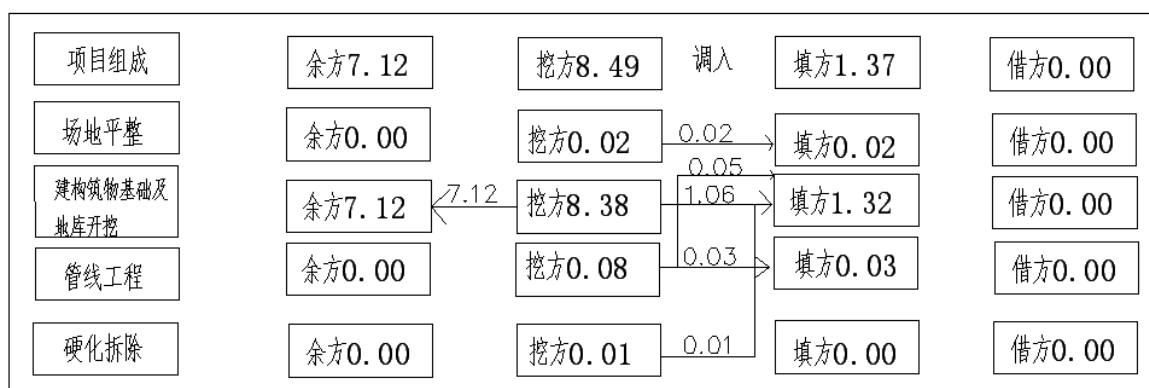 项目组成 余方7.12 挖方8.49 调入 填方1.37 借方0.00
场地平整 余方0.00 挖方0.02 0.02 填方0.02 借方0.00
0.05
建构筑物基础及
地库开挖 余方7.12 7.12 挖方8.38 1.06 填方1.32 借方0.00
管线工程 余方0.00 挖方0.08 0.03 填方0.03 借方0.00
硬化拆除 余方0.00 挖方0.01 0.01 填方0.00 借方0.00